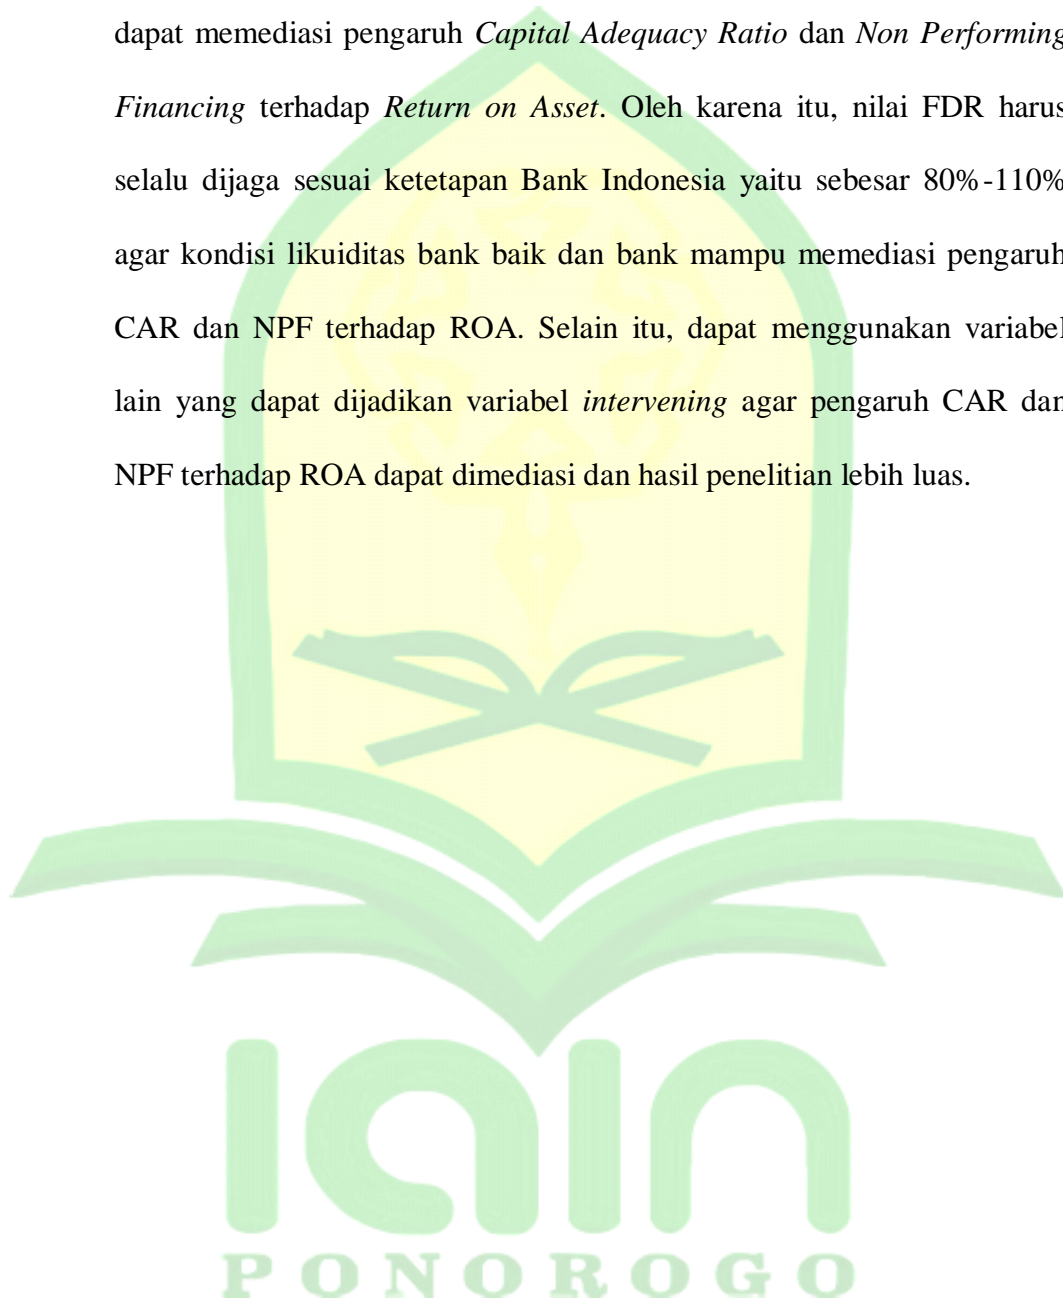 dapat memediasi pengaruh Capital Adequacy Ratio dan Non Performing
Financing terhadap Return on Asset. Oleh karena itu, nilai FDR harus
selalu dijaga sesuai ketetapan Bank Indonesia yaitu sebesar 80%-110%
agar kondisi likuiditas bank baik dan bank mampu memediasi pengaruh
CAR dan NPF terhadap ROA. Selain itu, dapat menggunakan variabel
lain yang dapat dijadikan variabel intervening agar pengaruh CAR dan
NPF terhadap ROA dapat dimediasi dan hasil penelitian lebih luas.
iain
PONOROGO